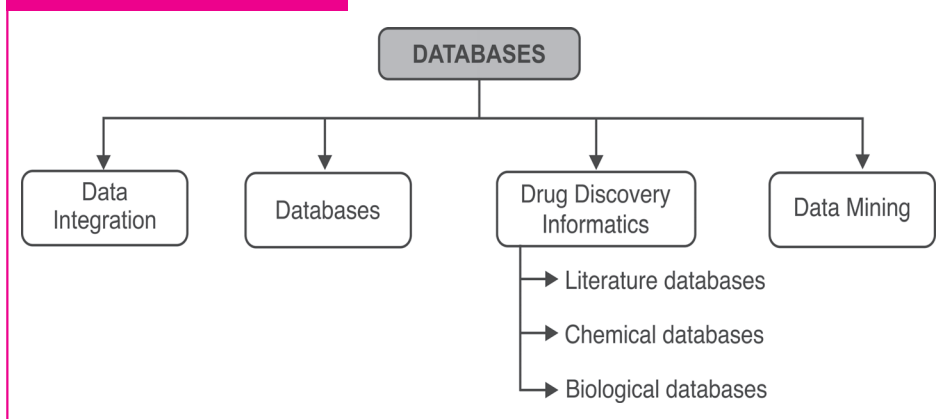 DATABASES
Data
Integration
Databases
Drug Discovery
Informatics
Data Mining
Literature databases
Chemical databases
Biological databases